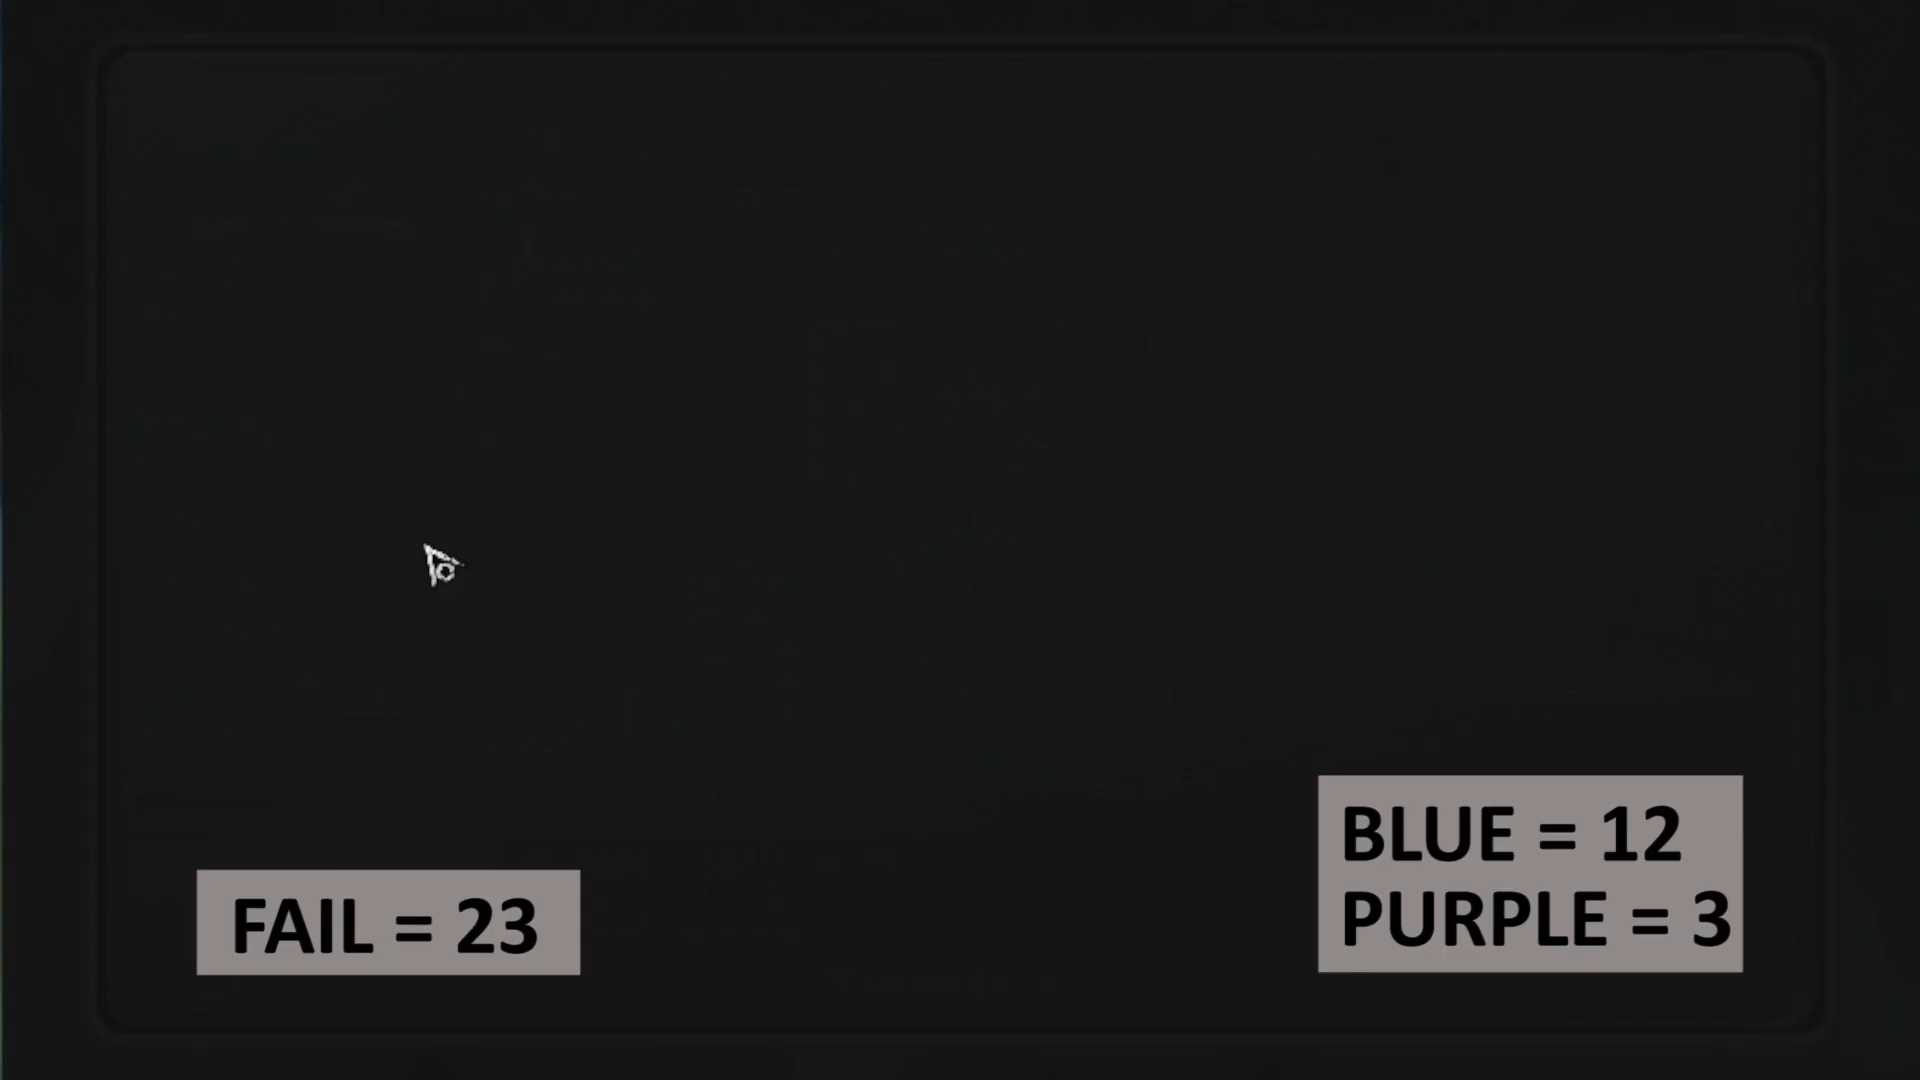 BLUE = 12
PURPLE = 3
FAIL = 23